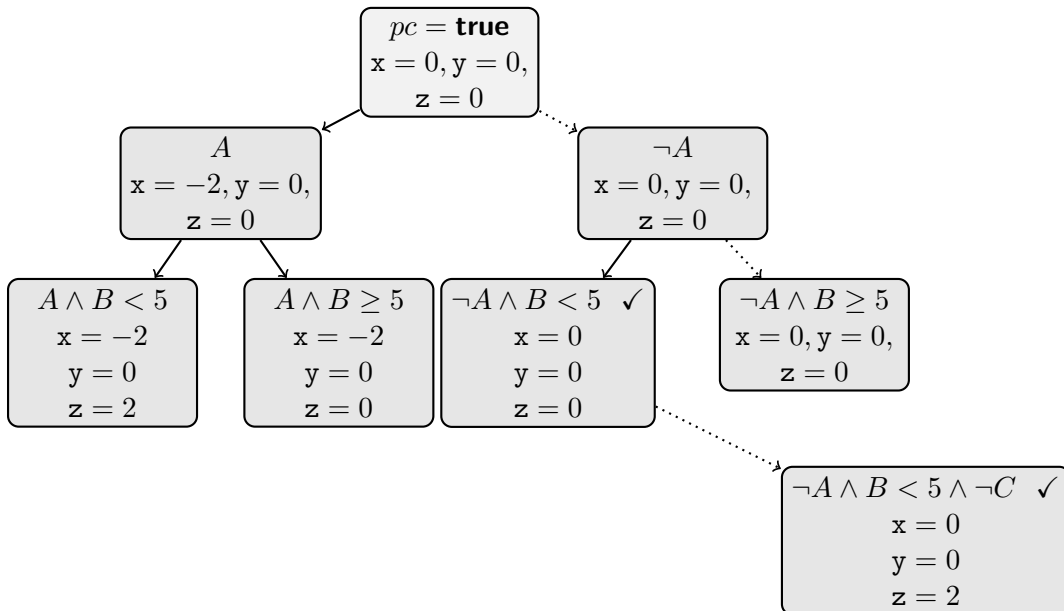 pc = true
x = 0, y = 0,
z = 0
A
x = −2, y = 0,
z = 0
¬A
x = 0, y = 0,
z = 0
A ∧ B < 5
x = −2
y = 0
z = 2
A ∧ B ≥ 5
x = −2
y = 0
z = 0
¬A ∧ B < 5 ✓
x = 0
y = 0
z = 0
¬A ∧ B ≥ 5
x = 0, y = 0,
z = 0
¬A ∧ B < 5 ∧ ¬C ✓
x = 0
y = 0
z = 2